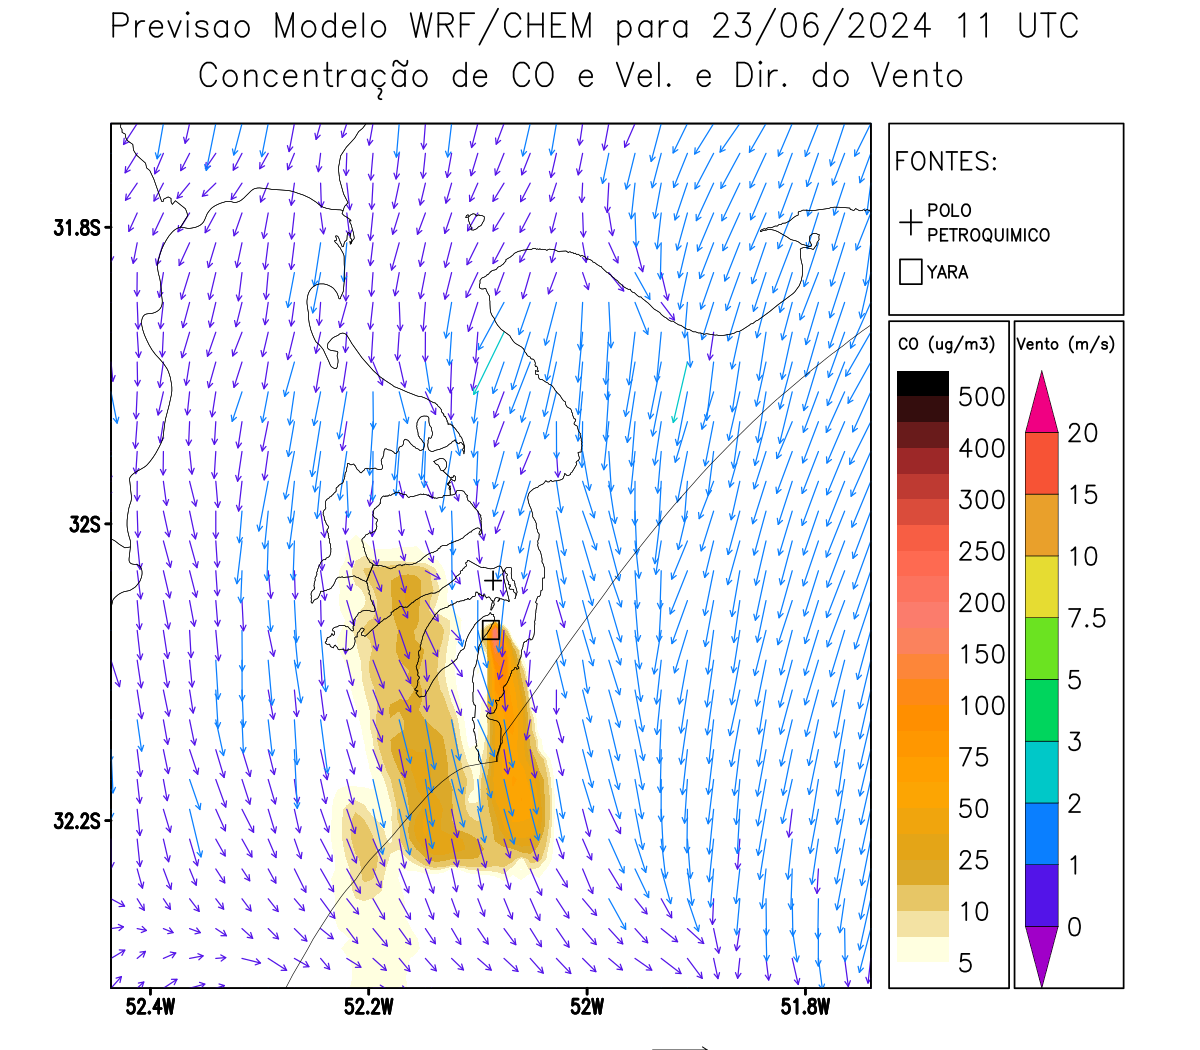 Previsao Modelo WRF/CHEM para 23/06/2024 11 UTC
Concentração de CO e Vel. e Dir. do Vento
FONTES:
POLO
PETROQUIMICO
YARA
CO (ug/m3)
500
400
300
250
200
150
100
75
50
25
10
5
Vento (m/s)
20
15
10
7.5
5
3
2
1
0
31.8S
32S
32.2S
52.4W
52.2W
52W
51.8W